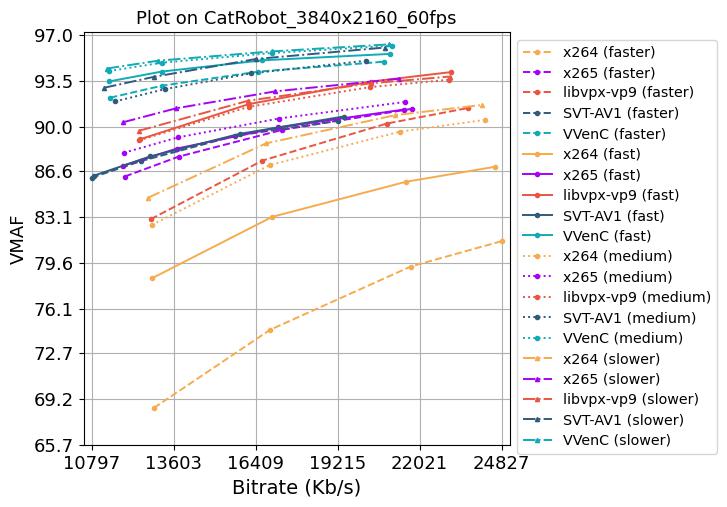 Plot on CatRobot_3840x2160_60fps
97.0
93.5
90.0
86.6
83.1
79.6
76.1
72.7
69.2
65.7
VMAF
10797 13603 16409 19215 22021 24827
Bitrate (Kb/s)
x264 (faster)
x265 (faster)
libvpx-vp9 (faster)
SVT-AV1 (faster)
VVenC (faster)
x264 (fast)
x265 (fast)
libvpx-vp9 (fast)
SVT-AV1 (fast)
VVenC (fast)
x264 (medium)
x265 (medium)
libvpx-vp9 (medium)
SVT-AV1 (medium)
VVenC (medium)
x264 (slower)
x265 (slower)
libvpx-vp9 (slower)
SVT-AV1 (slower)
VVenC (slower)